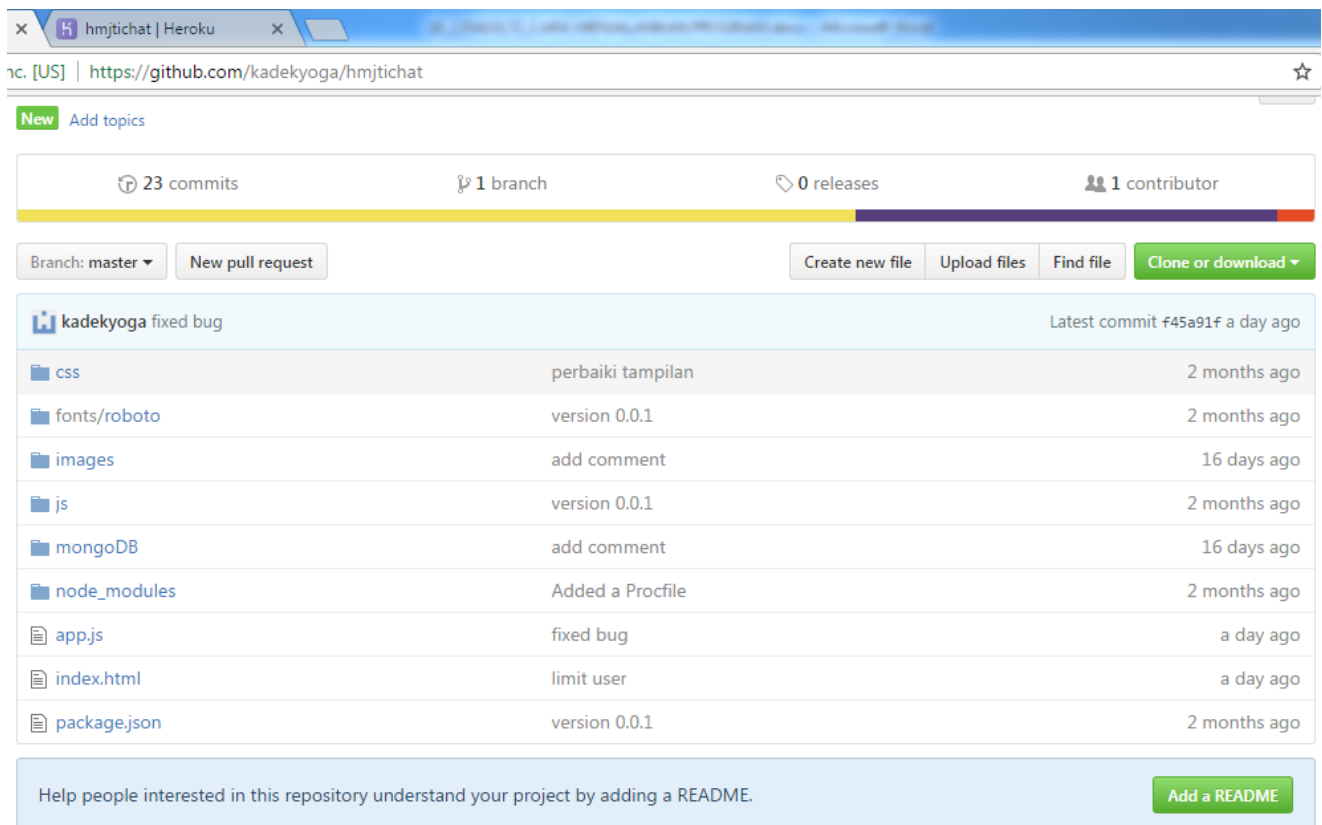 hmjtichat | Heroku
nc. [US] https://github.com/kadekyoga/hmjtichat
New Add topics
23 commits 1 branch 0 releases 1 contributor
Branch: master New pull request Create new file Upload files Find file Clone or download
kadekyoga fixed bug Latest commit f45a91f a day ago
css perbaiki tampilan 2 months ago
fonts/roboto version 0.0.1 2 months ago
images add comment 16 days ago
js version 0.0.1 2 months ago
mongoDB add comment 16 days ago
node_modules Added a Procfile 2 months ago
app.js fixed bug a day ago
index.html limit user a day ago
package.json version 0.0.1 2 months ago
Help people interested in this repository understand your project by adding a README. Add a README